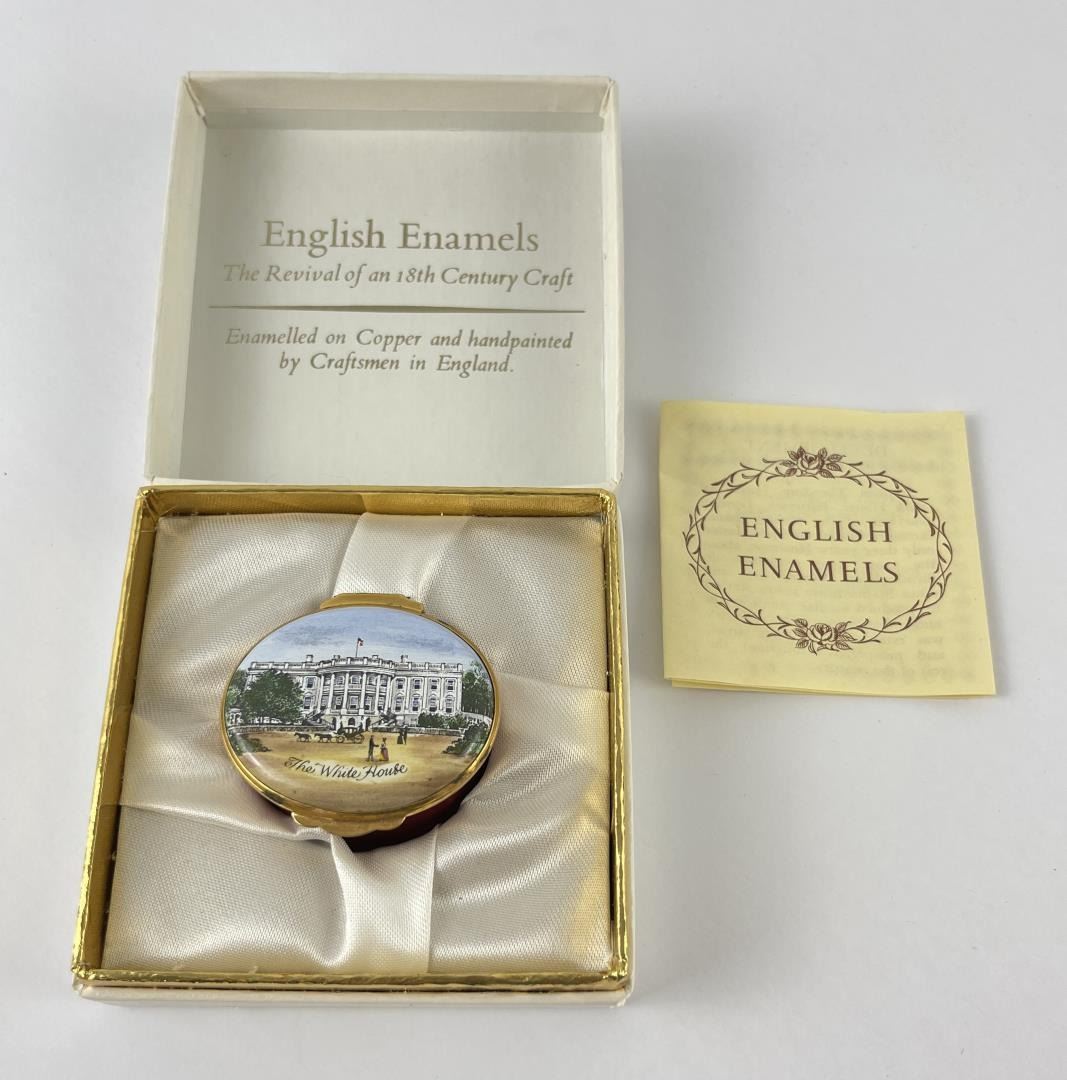 English Enamels
The Revival of an 18th Century Craft
Enamelled on Copper and handpainted
by Craftsmen in England.
The White House
ENGLISH
ENAMELS